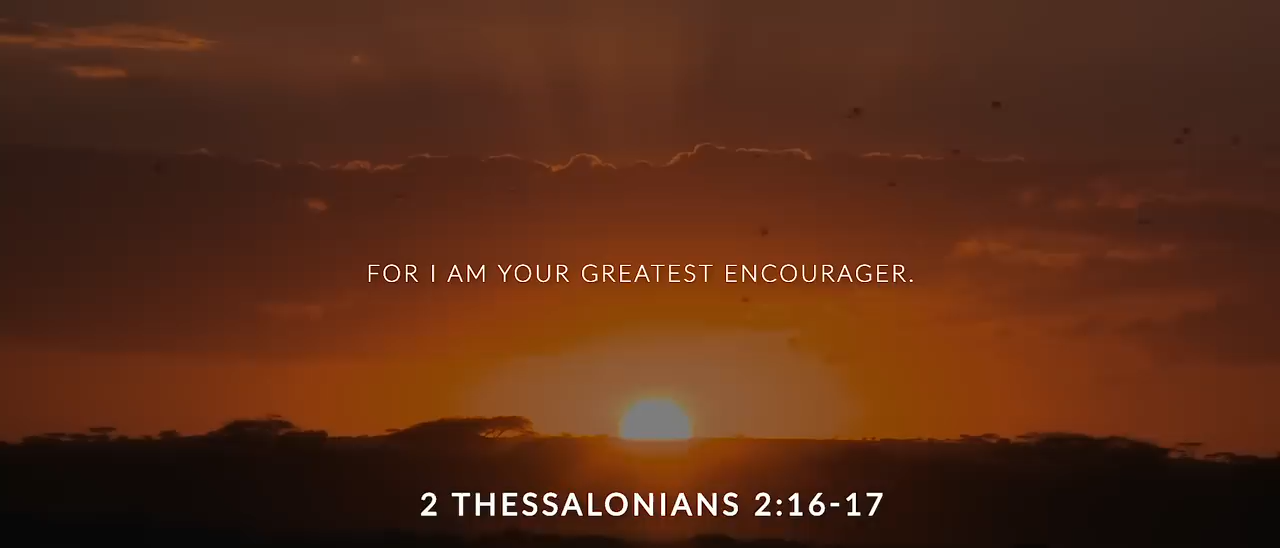 FOR I AM YOUR GREATEST ENCOURAGER.
2 THESSALONIANS 2:16-17